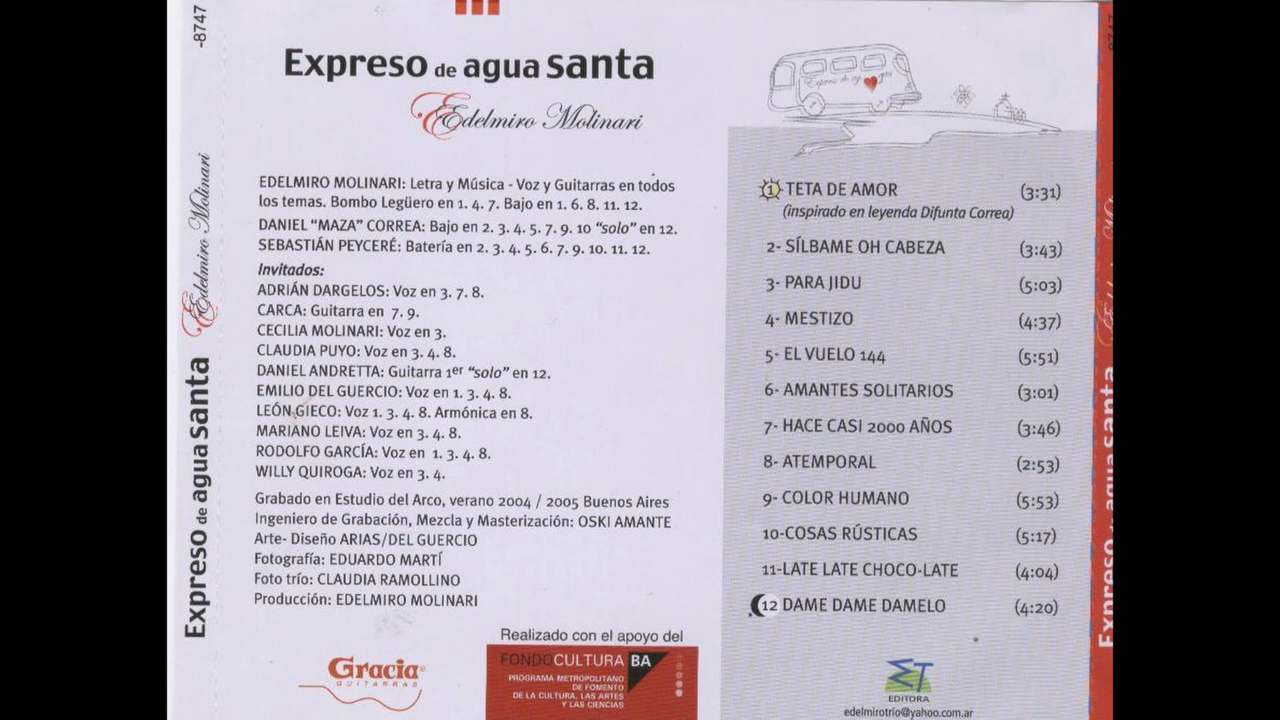 -8747
Expreso de agua santa
Edelmiro Molinari
EDELMIRO MOLINARI: Letra y Música - Voz y Guitarras en todos
los temas. Bombo Legüero en 1. 4. 7. Bajo en 1. 6. 8. 11. 12.
DANIEL “MAZA” CORREA: Bajo en 2. 3. 4. 5. 7. 9. 10 “solo” en 12.
SEBASTIÁN PEYCERÉ: Batería en 2. 3. 4. 5. 6. 7. 9. 10. 11. 12.
Invitados:
ADRIÁN DARGELOS: Voz en 3. 7. 8.
CARCA: Guitarra en 7. 9.
CECILIA MOLINARI: Voz en 3.
CLAUDIA PUYO: Voz en 3. 4. 8.
DANIEL ANDRETTA: Guitarra 1er “solo” en 12.
EMILIO DEL GUERCIO: Voz en 1. 3. 4. 8.
LEÓN GIECO: Voz 1. 3. 4. 8. Armónica en 8.
MARIANO LEIVA: Voz en 3. 4. 8.
RODOLFO GARCÍA: Voz en 1. 3. 4. 8.
WILLY QUIROGA: Voz en 3. 4.
Grabado en Estudio del Arco, verano 2004 / 2005 Buenos Aires
Ingeniero de Grabación, Mezcla y Masterización: OSKI AMANTE
Arte- Diseño ARIAS/DEL GUERCIO
Fotografía: EDUARDO MARTÍ
Foto trío: CLAUDIA RAMOLLINO
Producción: EDELMIRO MOLINARI
Gracia®
GUITARRAS
Realizado con el apoyo del
FONDOCULTURA BA
PROGRAMA METROPOLITANO
DE FOMENTO
DE LA CULTURA, LAS ARTES
Y LAS CIENCIAS
Expreso de ag
1 TETA DE AMOR (3:31)
(inspirado en leyenda Difunta Correa)
2- SÍLBAME OH CABEZA (3:43)
3- PARA JIDU (5:03)
4- MESTIZO (4:37)
5- EL VUELO 144 (5:51)
6- AMANTES SOLITARIOS (3:01)
7- HACE CASI 2000 AÑOS (3:46)
8- ATEMPORAL (2:53)
9- COLOR HUMANO (5:53)
10-COSAS RÚSTICAS (5:17)
11-LATE LATE CHOCO-LATE (4:04)
12 DAME DAME DAMELO (4:20)
ET
EDITORA
edelmirotrio@yahoo.com.ar
Expreso de agua santa Edelmiro Molinari
Expreso agua santa